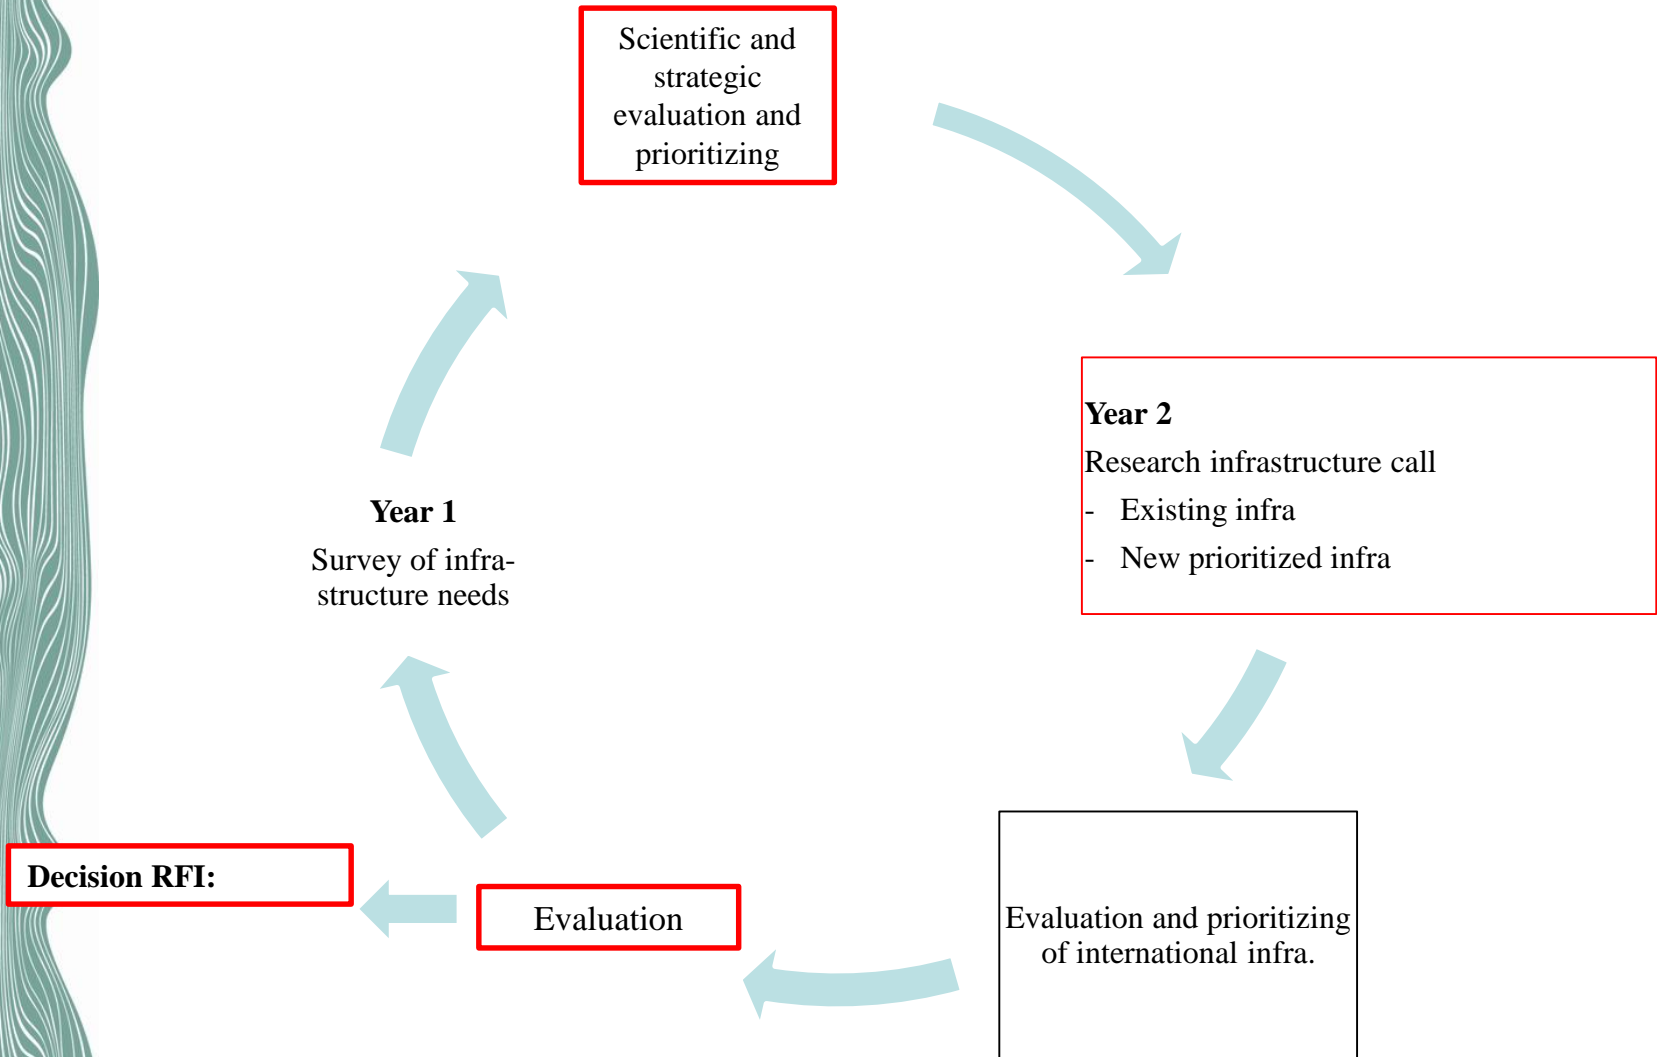 Scientific and
strategic
evaluation and
prioritizing
Year 2
Research infrastructure call
- Existing infra
- New prioritized infra
Year 1
Survey of infra-
structure needs
Decision RFI:
Evaluation
Evaluation and prioritizing
of international infra.